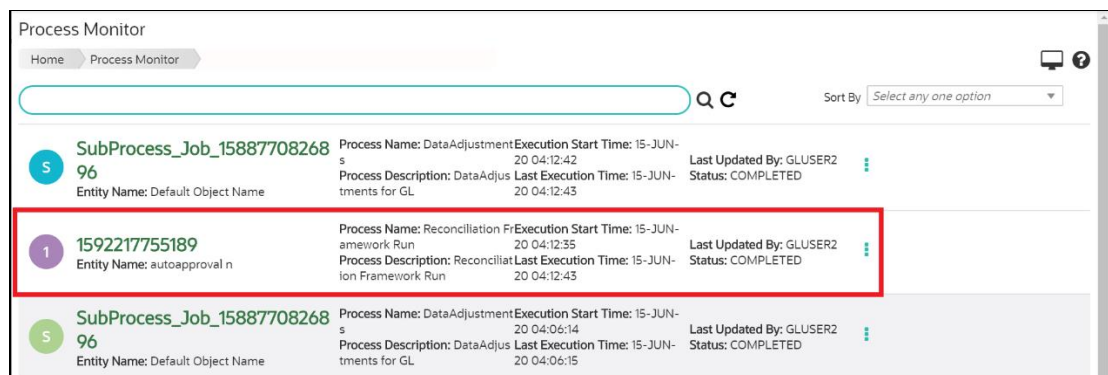 Process Monitor
Home Process Monitor
Sort By Select any one option
S
SubProcess_Job_15887708268
96
Entity Name: Default Object Name
Process Name: DataAdjustment
s
Process Description: DataAdjus
tments for GL
Execution Start Time: 15-JUN-
20 04:12:42
Last Execution Time: 15-JUN-
20 04:12:43
Last Updated By: GLUSER2
Status: COMPLETED
1
1592217755189
Entity Name: autoapproval n
Process Name: Reconciliation Fr
amework Run
Process Description: Reconciliat
ion Framework Run
Execution Start Time: 15-JUN-
20 04:12:35
Last Execution Time: 15-JUN-
20 04:12:43
Last Updated By: GLUSER2
Status: COMPLETED
S
SubProcess_Job_15887708268
96
Entity Name: Default Object Name
Process Name: DataAdjustment
s
Process Description: DataAdjus
tments for GL
Execution Start Time: 15-JUN-
20 04:06:14
Last Execution Time: 15-JUN-
20 04:06:15
Last Updated By: GLUSER2
Status: COMPLETED